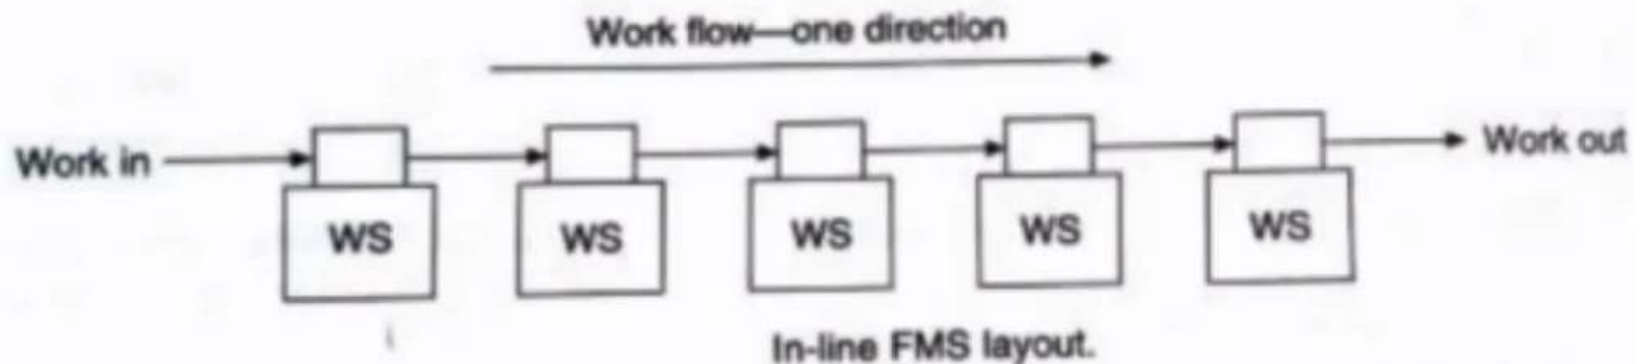 Work flow—one direction
Work in
Work out
WS
WS
WS
WS
WS
In-line FMS layout.